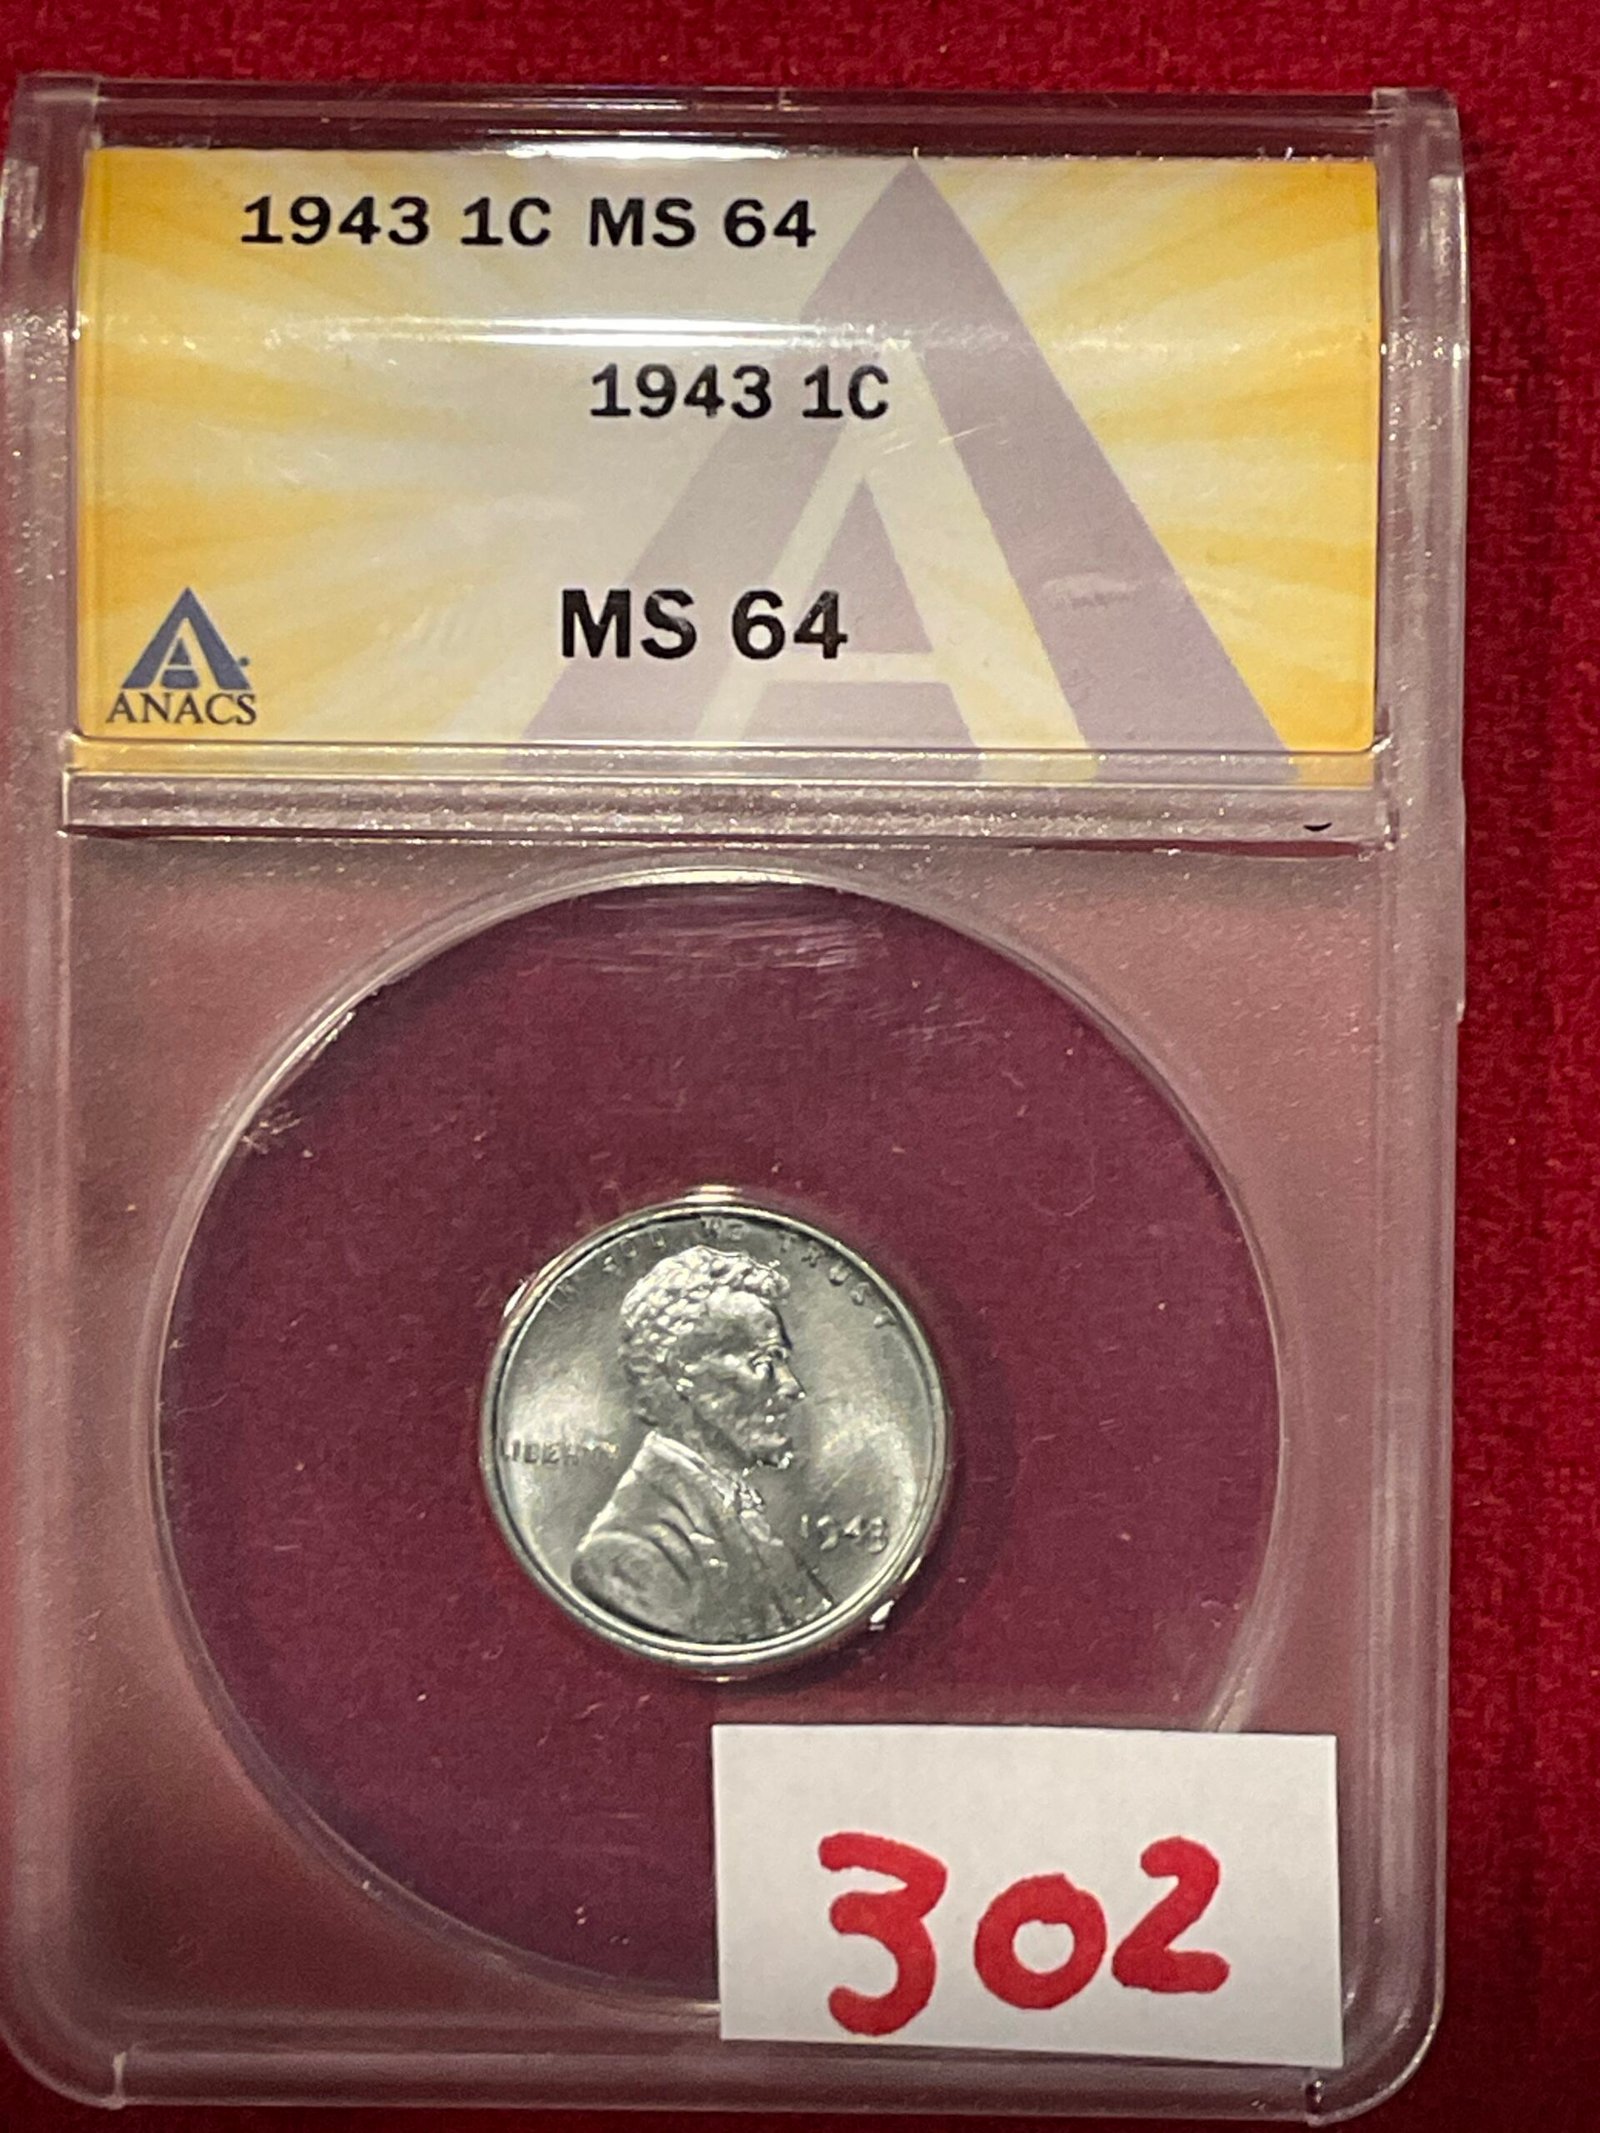 1943 1C MS 64
1943 1C
MS 64
ANACS
IN GOD WE TRUST
LIBERTY
1943
302